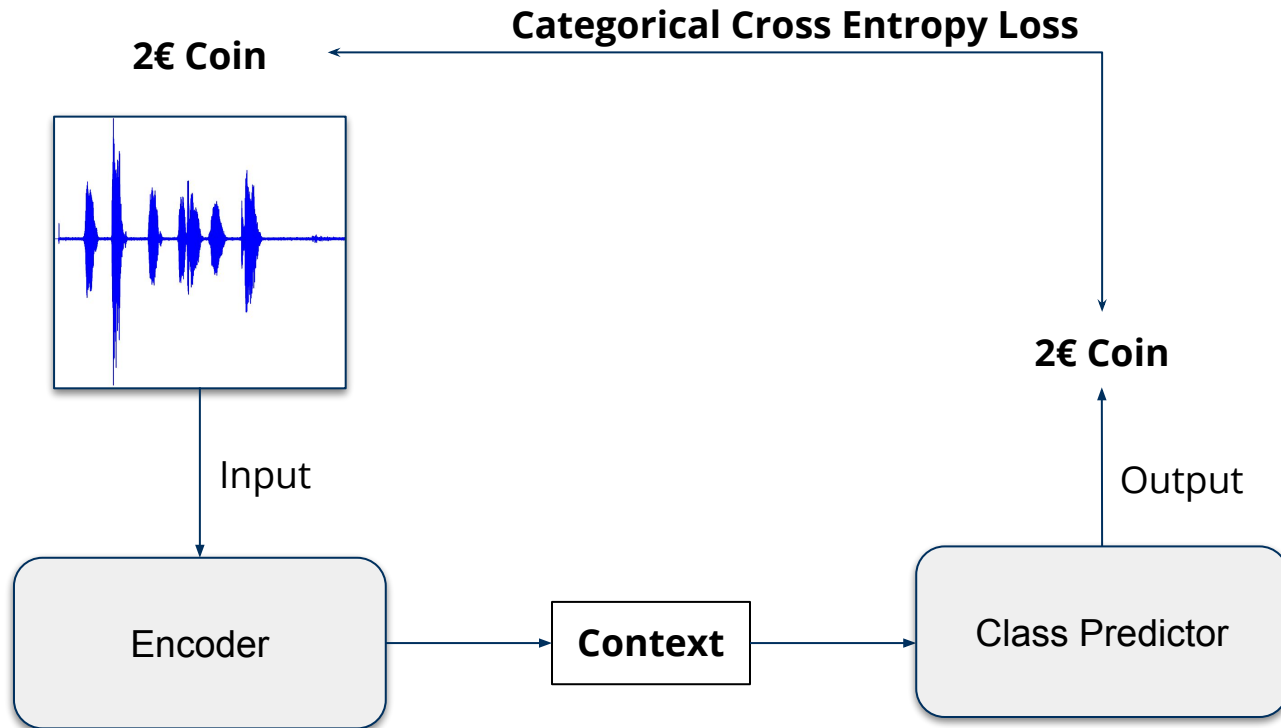 Categorical Cross Entropy Loss
2€ Coin
2€ Coin
Input
Output
Encoder
Context
Class Predictor